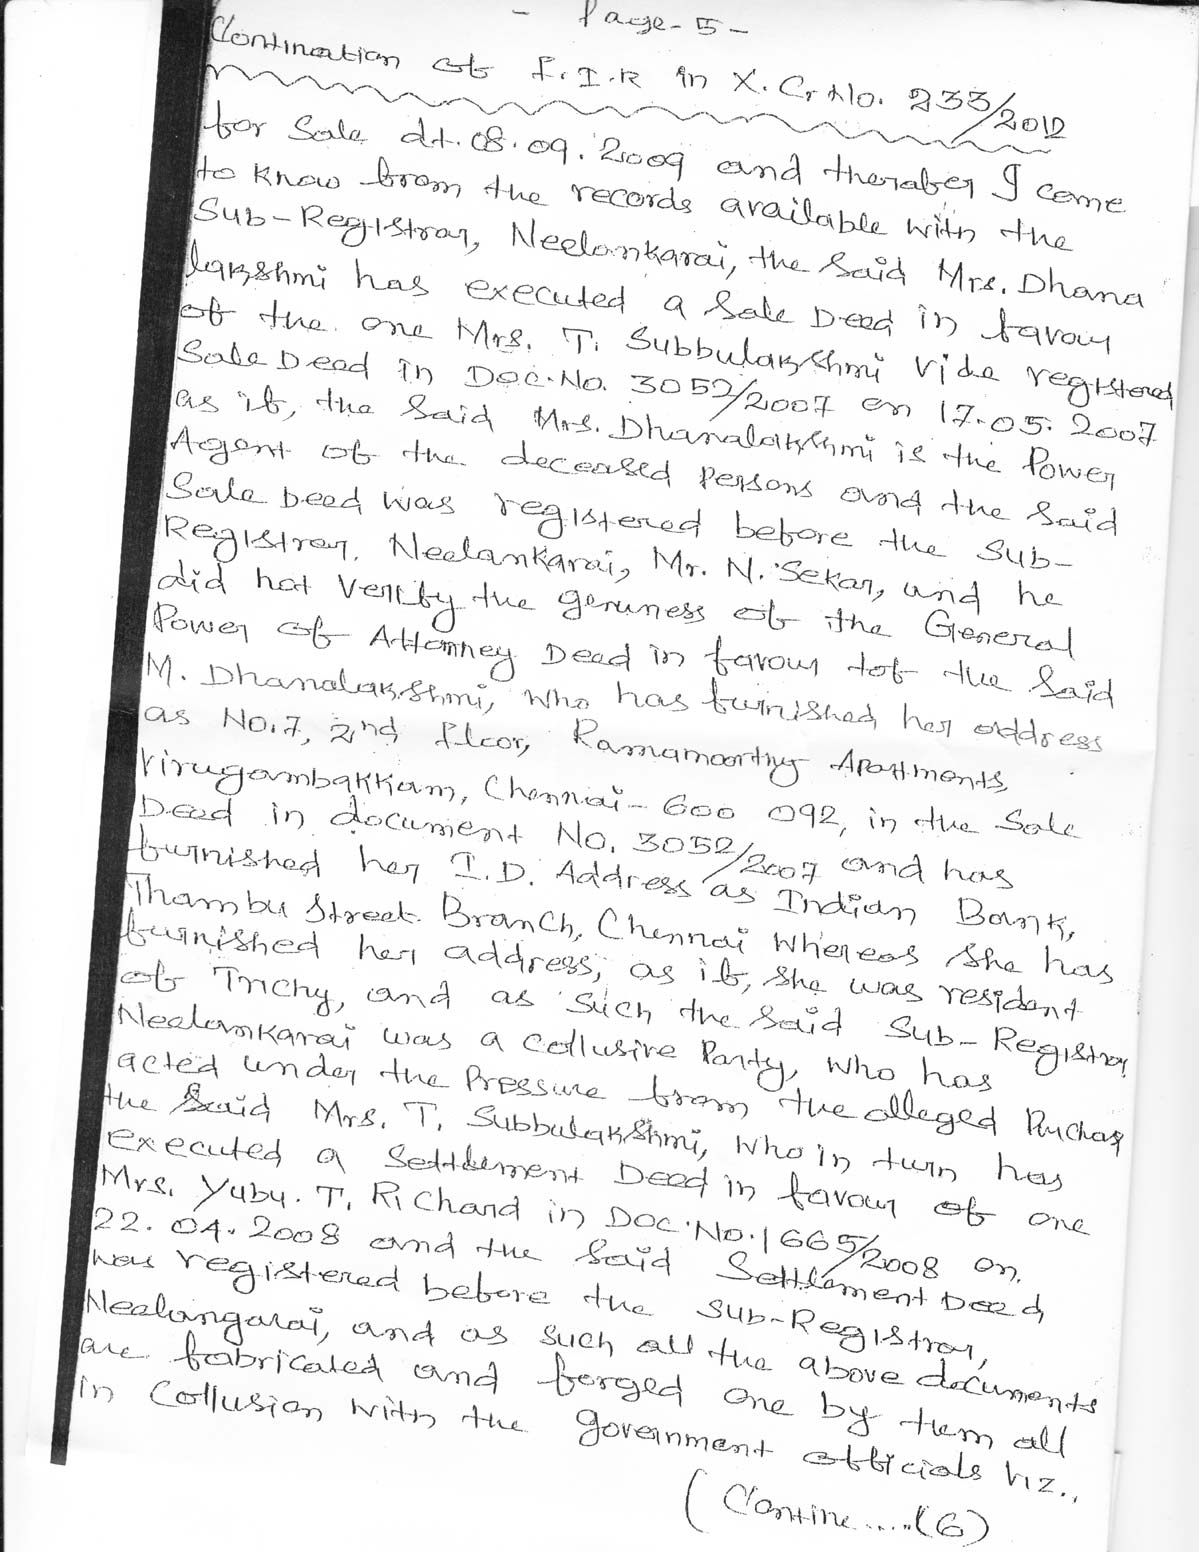 - Page - 5 -
Contination of F.I.R in X. Cr. No. 233/2012
for Sale dt. 08.09.2009 and therafer I come
to know from the records available with the
Sub-Registrar, Neelankarai, the Said Mrs. Dhana
lakshmi has executed a Sale Deed in favour
of the one Mrs. T. Subbulakshmi vide registered
Sale Deed in Doc. No. 3052/2007 on 17.05.2007
as if, the Said Mrs. Dhanalakshmi is the Power
Agent of the deceased Persons and the Said
Sale Deed was registered before the Sub-
Registrar, Neelankarai, Mr. N. Sekar, and he
did not verify the genuness of the General
Power of Attorney Deed in favour tof the Said
M. Dhanalakshmi, who has furnished her address
as No.7, 2nd floor, Ramamoorthy Apartments,
Virugambakkam, Chennai - 600 092, in the Sale
Deed in document No. 3052/2007 and has
furnished her I.D. Address as Indian Bank,
Thambu Street Branch, Chennai whereas she has
furnished her address, as if, she was resident
of Trichy, and as such the Said Sub-Registrar
Neelankarai was a collusive Party, who has
acted under the Pressure from the alleged Purchas
the Said Mrs. T. Subbulakshmi, who in turn has
executed a Settlement Deed in favour of one
Mrs. Yuby. T. Richard in Doc. No. 1665/2008 on
22.04.2008 and the Said Settlement Deed
was registered before the Sub-Registrar,
Neelangarai, and as such all the above documents
are fabricated and forged one by them all
in Collusion with the government officials viz.,
(Contine.....(6)